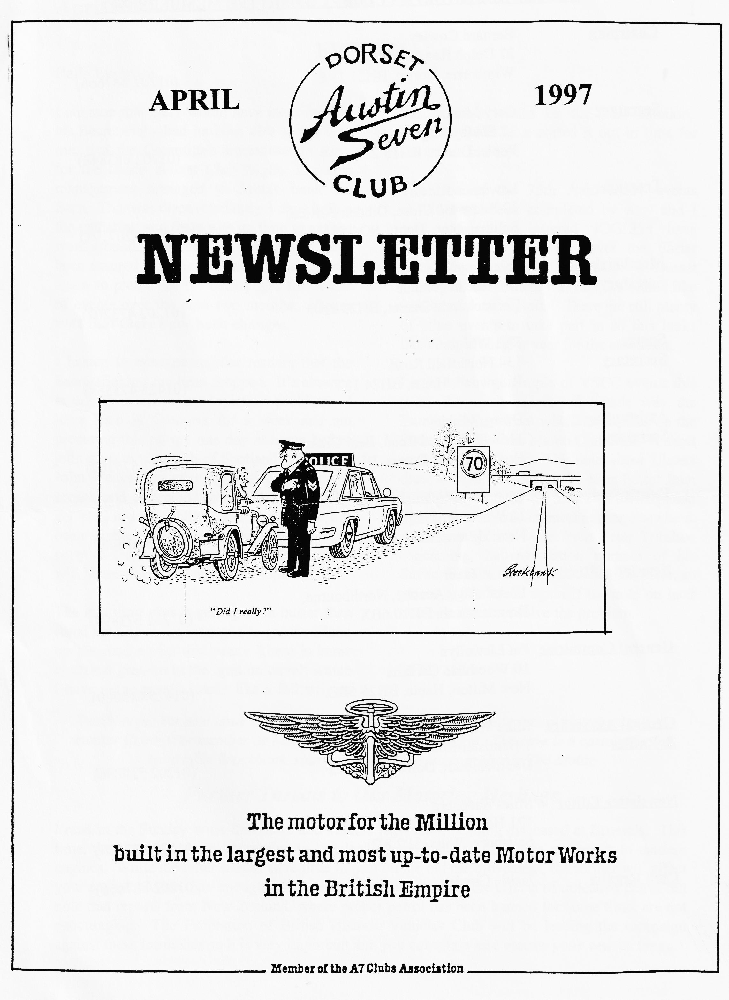 DORSET
APRIL
Austin
Seven
1997
CLUB
NEWSLETTER
POLICE
70
Brockbank
"Did I really?"
The motor for the Million
built in the largest and most up-to-date Motor Works
in the British Empire
Member of the A7 Clubs Association